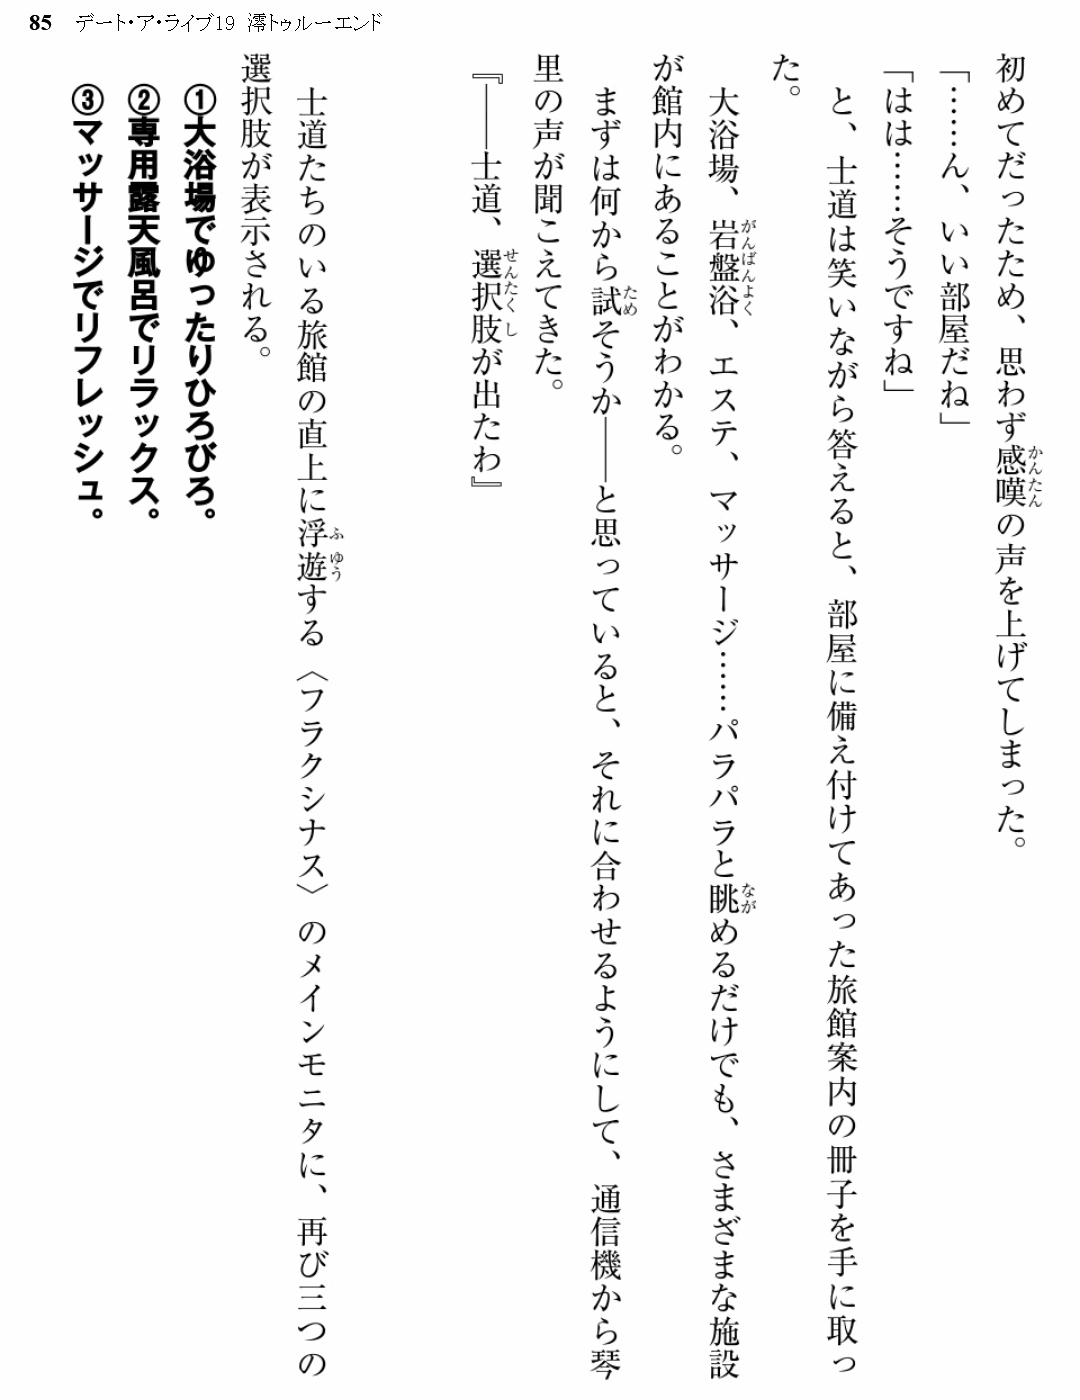 85 デート・ア・ライブ19 澪トゥルーエンド
初めてだったため、思わず感嘆の声を上げてしまった。
「……ん、いい部屋だね」
「はは……そうですね」
と、士道は笑いながら答えると、部屋に備え付けてあった旅館案内の冊子を手に取っ
た。
大浴場、岩盤浴、エステ、マッサージ……パラパラと眺めるだけでも、さまざまな施設
が館内にあることがわかる。
まずは何から試そうか――と思っていると、それに合わせるようにして、通信機から琴
里の声が聞こえてきた。
『――士道、選択肢が出たわ』
士道たちのいる旅館の直上に浮遊する〈フラクシナス〉のメインモニタに、再び三つの
選択肢が表示される。
①大浴場でゆったりひろびろ。
②専用露天風呂でリラックス。
③マッサージでリフレッシュ。